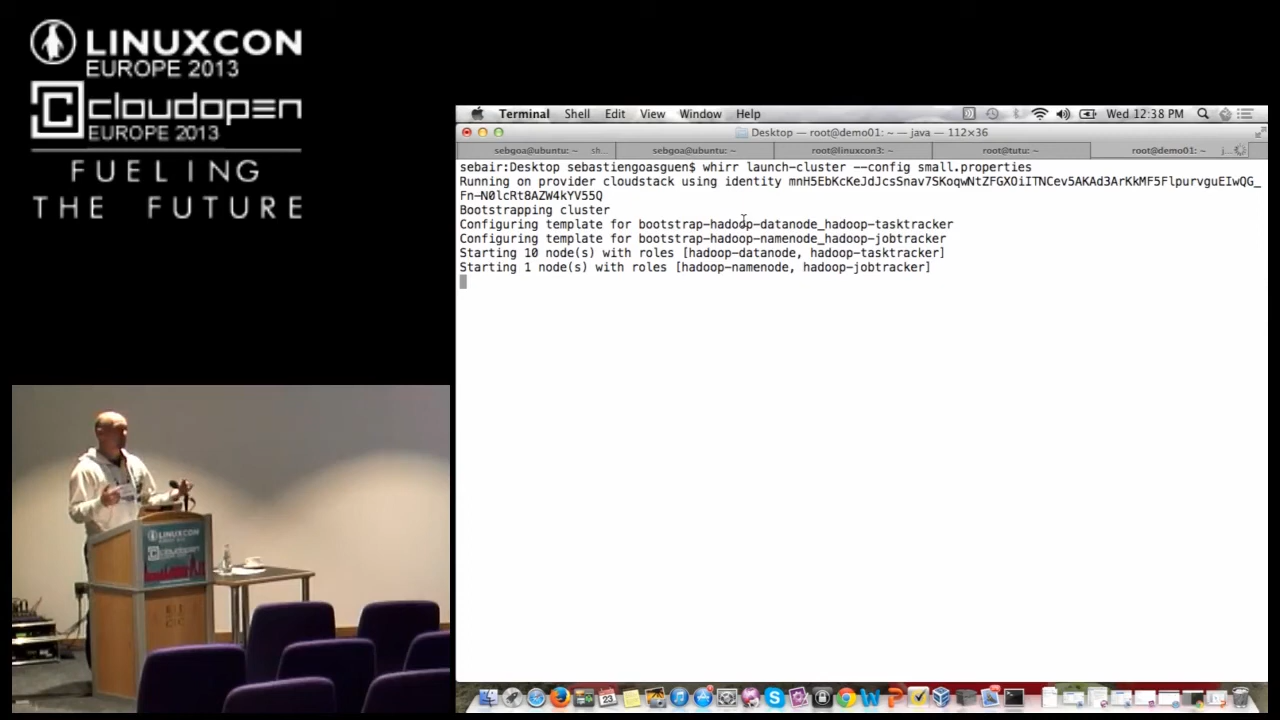 LINUXCON
EUROPE 2013
cloudopen
EUROPE 2013
FUELING
THE FUTURE
Terminal Shell Edit View Window Help
Wed 12:38 PM
Desktop — root@demo01: ~ — java — 112×36
sebgoa@ubuntu: ~ sh...
sebgoa@ubuntu: ~
root@linuxcon3: ~
root@tutu: ~
root@demo01: ~ j...
sebair:Desktop sebastiengoasguen$ whirr launch-cluster --config small.properties
Running on provider cloudstack using identity mnH5EbKcKeJdJcsSnav7SKoqwNtZFGXOiITNCev5AKAd3ArKkMF5FlpurvguEIwQG_
Fn-N0lcRt8AZW4kYV55Q
Bootstrapping cluster
Configuring template for bootstrap-hadoop-datanode_hadoop-tasktracker
Configuring template for bootstrap-hadoop-namenode_hadoop-jobtracker
Starting 10 node(s) with roles [hadoop-datanode, hadoop-tasktracker]
Starting 1 node(s) with roles [hadoop-namenode, hadoop-jobtracker]
LINUXCON
cloudopen
23